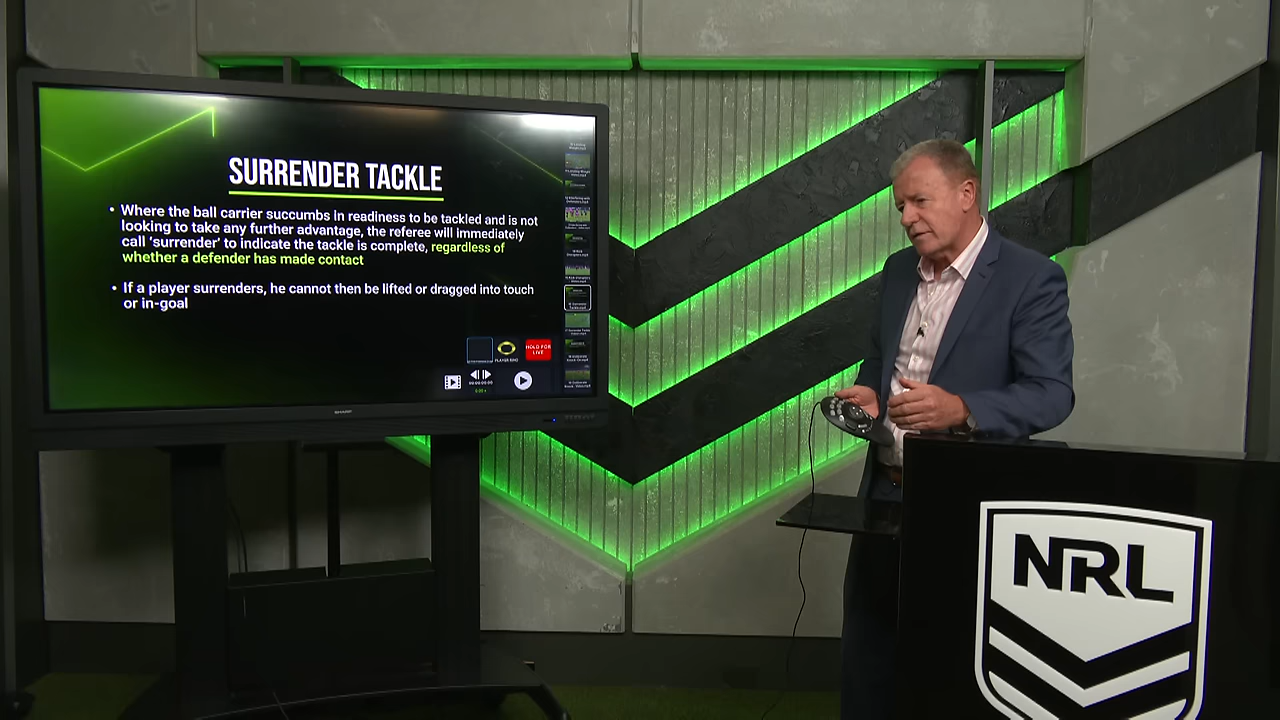 SURRENDER TACKLE
• Where the ball carrier succumbs in readiness to be tackled and is not
looking to take any further advantage, the referee will immediately
call 'surrender' to indicate the tackle is complete, regardless of
whether a defender has made contact
• If a player surrenders, he cannot then be lifted or dragged into touch
or in-goal
PLAYER RING
HOLD FOR
LIVE
SHARP
NRL